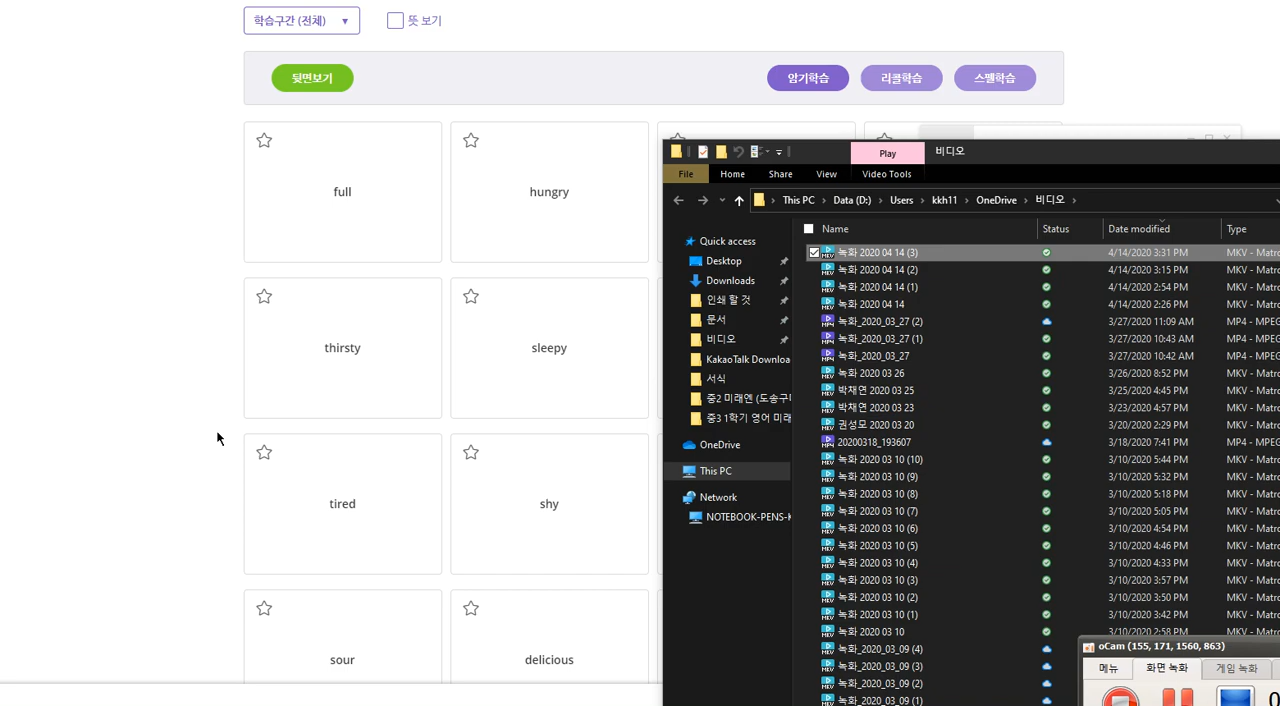 학습구간 (전체) ▼
뜻 보기
뒷면보기
암기학습
리콜학습
스펠학습
full
hungry
thirsty
sleepy
tired
shy
sour
delicious
Play
비디오
File
Home
Share
View
Video Tools
This PC > Data (D:) > Users > kkh11 > OneDrive > 비디오 >
Name
Status
Date modified
Type
Quick access
Desktop
Downloads
인쇄 할 것
문서
비디오
KakaoTalk Downloa
서식
중2 미래엔 (도송구
중3 1학기 영어 미래
OneDrive
This PC
Network
NOTEBOOK-PENS-K
녹화 2020 04 14 (3) 4/14/2020 3:31 PM MKV - Matro
녹화 2020 04 14 (2) 4/14/2020 3:15 PM MKV - Matro
녹화 2020 04 14 (1) 4/14/2020 2:54 PM MKV - Matro
녹화 2020 04 14 4/14/2020 2:26 PM MKV - Matro
녹화_2020_03_27 (2) 3/27/2020 11:09 AM MP4 - MPEG
녹화_2020_03_27 (1) 3/27/2020 10:43 AM MP4 - MPEG
녹화_2020_03_27 3/27/2020 10:42 AM MP4 - MPEG
녹화 2020 03 26 3/26/2020 8:52 PM MKV - Matro
박채연 2020 03 25 3/25/2020 4:45 PM MKV - Matro
박채연 2020 03 23 3/23/2020 4:57 PM MKV - Matro
권성모 2020 03 20 3/20/2020 2:29 PM MKV - Matro
20200318_193607 3/18/2020 7:41 PM MP4 - MPEG
녹화 2020 03 10 (10) 3/10/2020 5:44 PM MKV - Matro
녹화 2020 03 10 (9) 3/10/2020 5:32 PM MKV - Matro
녹화 2020 03 10 (8) 3/10/2020 5:18 PM MKV - Matro
녹화 2020 03 10 (7) 3/10/2020 5:05 PM MKV - Matro
녹화 2020 03 10 (6) 3/10/2020 4:54 PM MKV - Matro
녹화 2020 03 10 (5) 3/10/2020 4:46 PM MKV - Matro
녹화 2020 03 10 (4) 3/10/2020 4:33 PM MKV - Matro
녹화 2020 03 10 (3) 3/10/2020 3:57 PM MKV - Matro
녹화 2020 03 10 (2) 3/10/2020 3:50 PM MKV - Matro
녹화 2020 03 10 (1) 3/10/2020 3:42 PM MKV - Matro
녹화 2020 03 10 3/10/2020 2:58 PM MKV - Matro
녹화_2020_03_09 (4)
녹화_2020_03_09 (3)
녹화_2020_03_09 (2)
녹화_2020_03_09 (1)
oCam (155, 171, 1560, 863)
메뉴
화면 녹화
게임 녹화